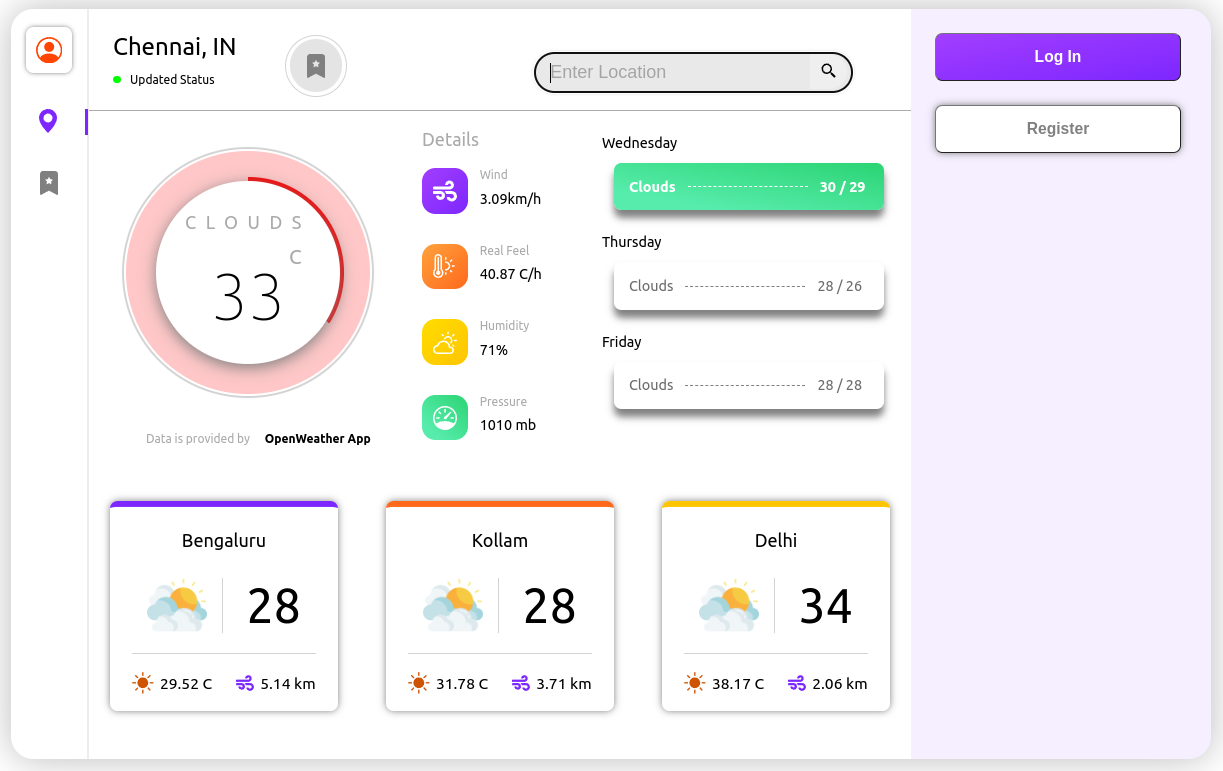 Chennai, IN
Updated Status
Enter Location
Log In
Register
CLOUDS
C
33
Data is provided by OpenWeather App
Details
Wind
3.09km/h
Real Feel
40.87 C/h
Humidity
71%
Pressure
1010 mb
Wednesday
Clouds 30 / 29
Thursday
Clouds 28 / 26
Friday
Clouds 28 / 28
Bengaluru
28
29.52 C 5.14 km
Kollam
28
31.78 C 3.71 km
Delhi
34
38.17 C 2.06 km